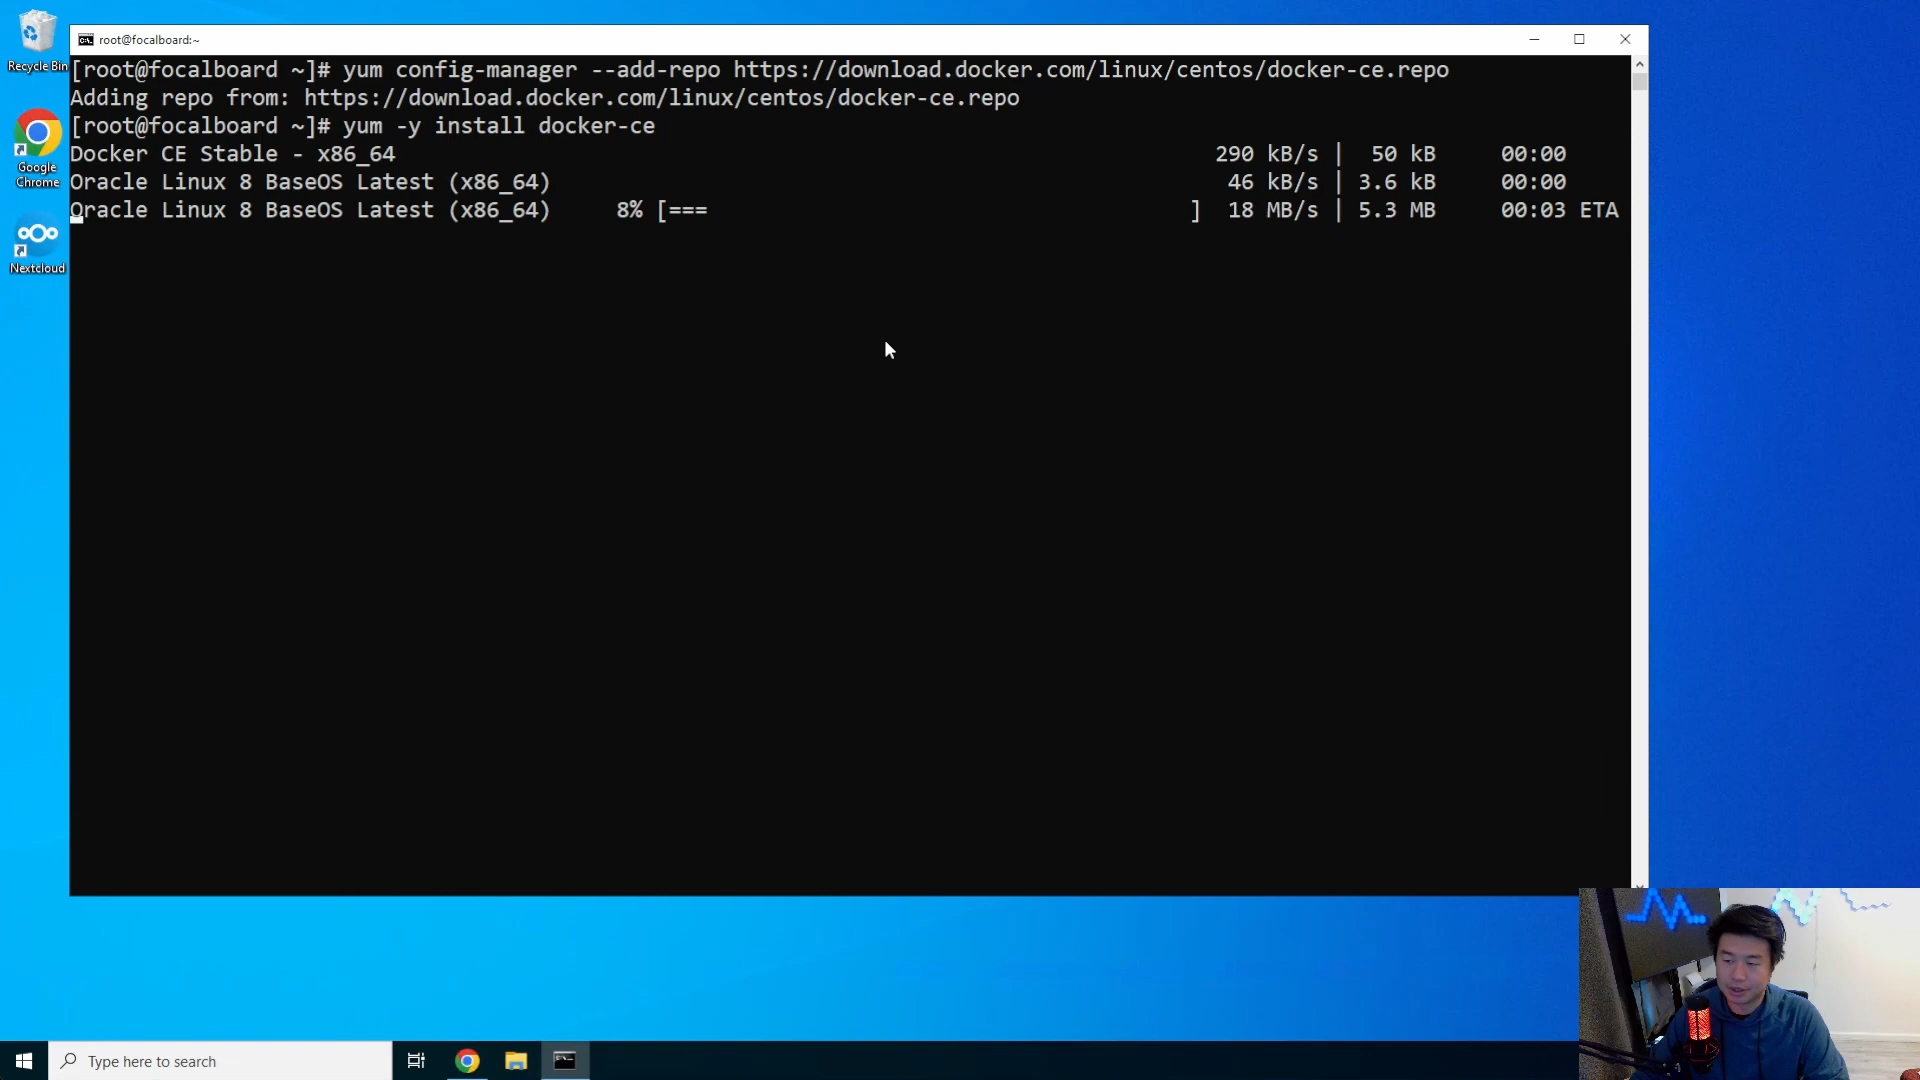 root@focalboard:~
Recycle Bin
Google
Chrome
Nextcloud
[root@focalboard ~]# yum config-manager --add-repo https://download.docker.com/linux/centos/docker-ce.repo
Adding repo from: https://download.docker.com/linux/centos/docker-ce.repo
[root@focalboard ~]# yum -y install docker-ce
Docker CE Stable - x86_64 290 kB/s | 50 kB 00:00
Oracle Linux 8 BaseOS Latest (x86_64) 46 kB/s | 3.6 kB 00:00
Oracle Linux 8 BaseOS Latest (x86_64) 8% [=== ] 18 MB/s | 5.3 MB 00:03 ETA
Type here to search